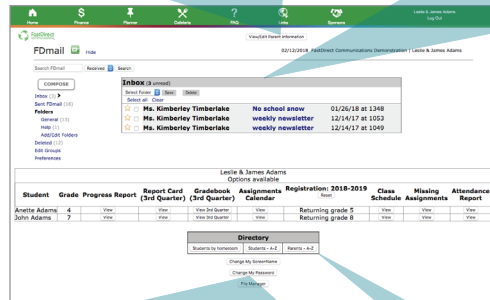 Home Finance Planner Cafeteria FAQ Links Sponsors Leslie & James Adams
Log Out
FastDirect
View/Edit Parent Information
FDmail Hide 02/12/2018 FastDirect Communications Demonstration | Leslie & James Adams
Search FDmail Received Search
COMPOSE
Inbox (3)
Sent FDmail (36)
Folders
General (15)
Help (1)
Add/Edit Folders
Deleted (12)
Edit Groups
Preferences
Inbox (3 unread)
Select Folder Save Delete
Select all Clear
Ms. Kimberley Timberlake No school snow 01/26/18 at 1348
Ms. Kimberley Timberlake weekly newsletter 12/14/17 at 1053
Ms. Kimberley Timberlake weekly newsletter 12/14/17 at 1049
Leslie & James Adams
Options available
Student Grade Progress Report Report Card (3rd Quarter) Gradebook (3rd Quarter) Assignments Calendar Registration: 2018-2019 Reset Class Schedule Missing Assignments Attendance Report
Anette Adams 4 View View View 3rd Quarter View Returning grade 5 View View View
John Adams 7 View View View 3rd Quarter View Returning grade 8 View View View
Directory
Students by homeroom Students - A-Z Parents - A-Z
Change My ScreenName
Change My Password
File Manager